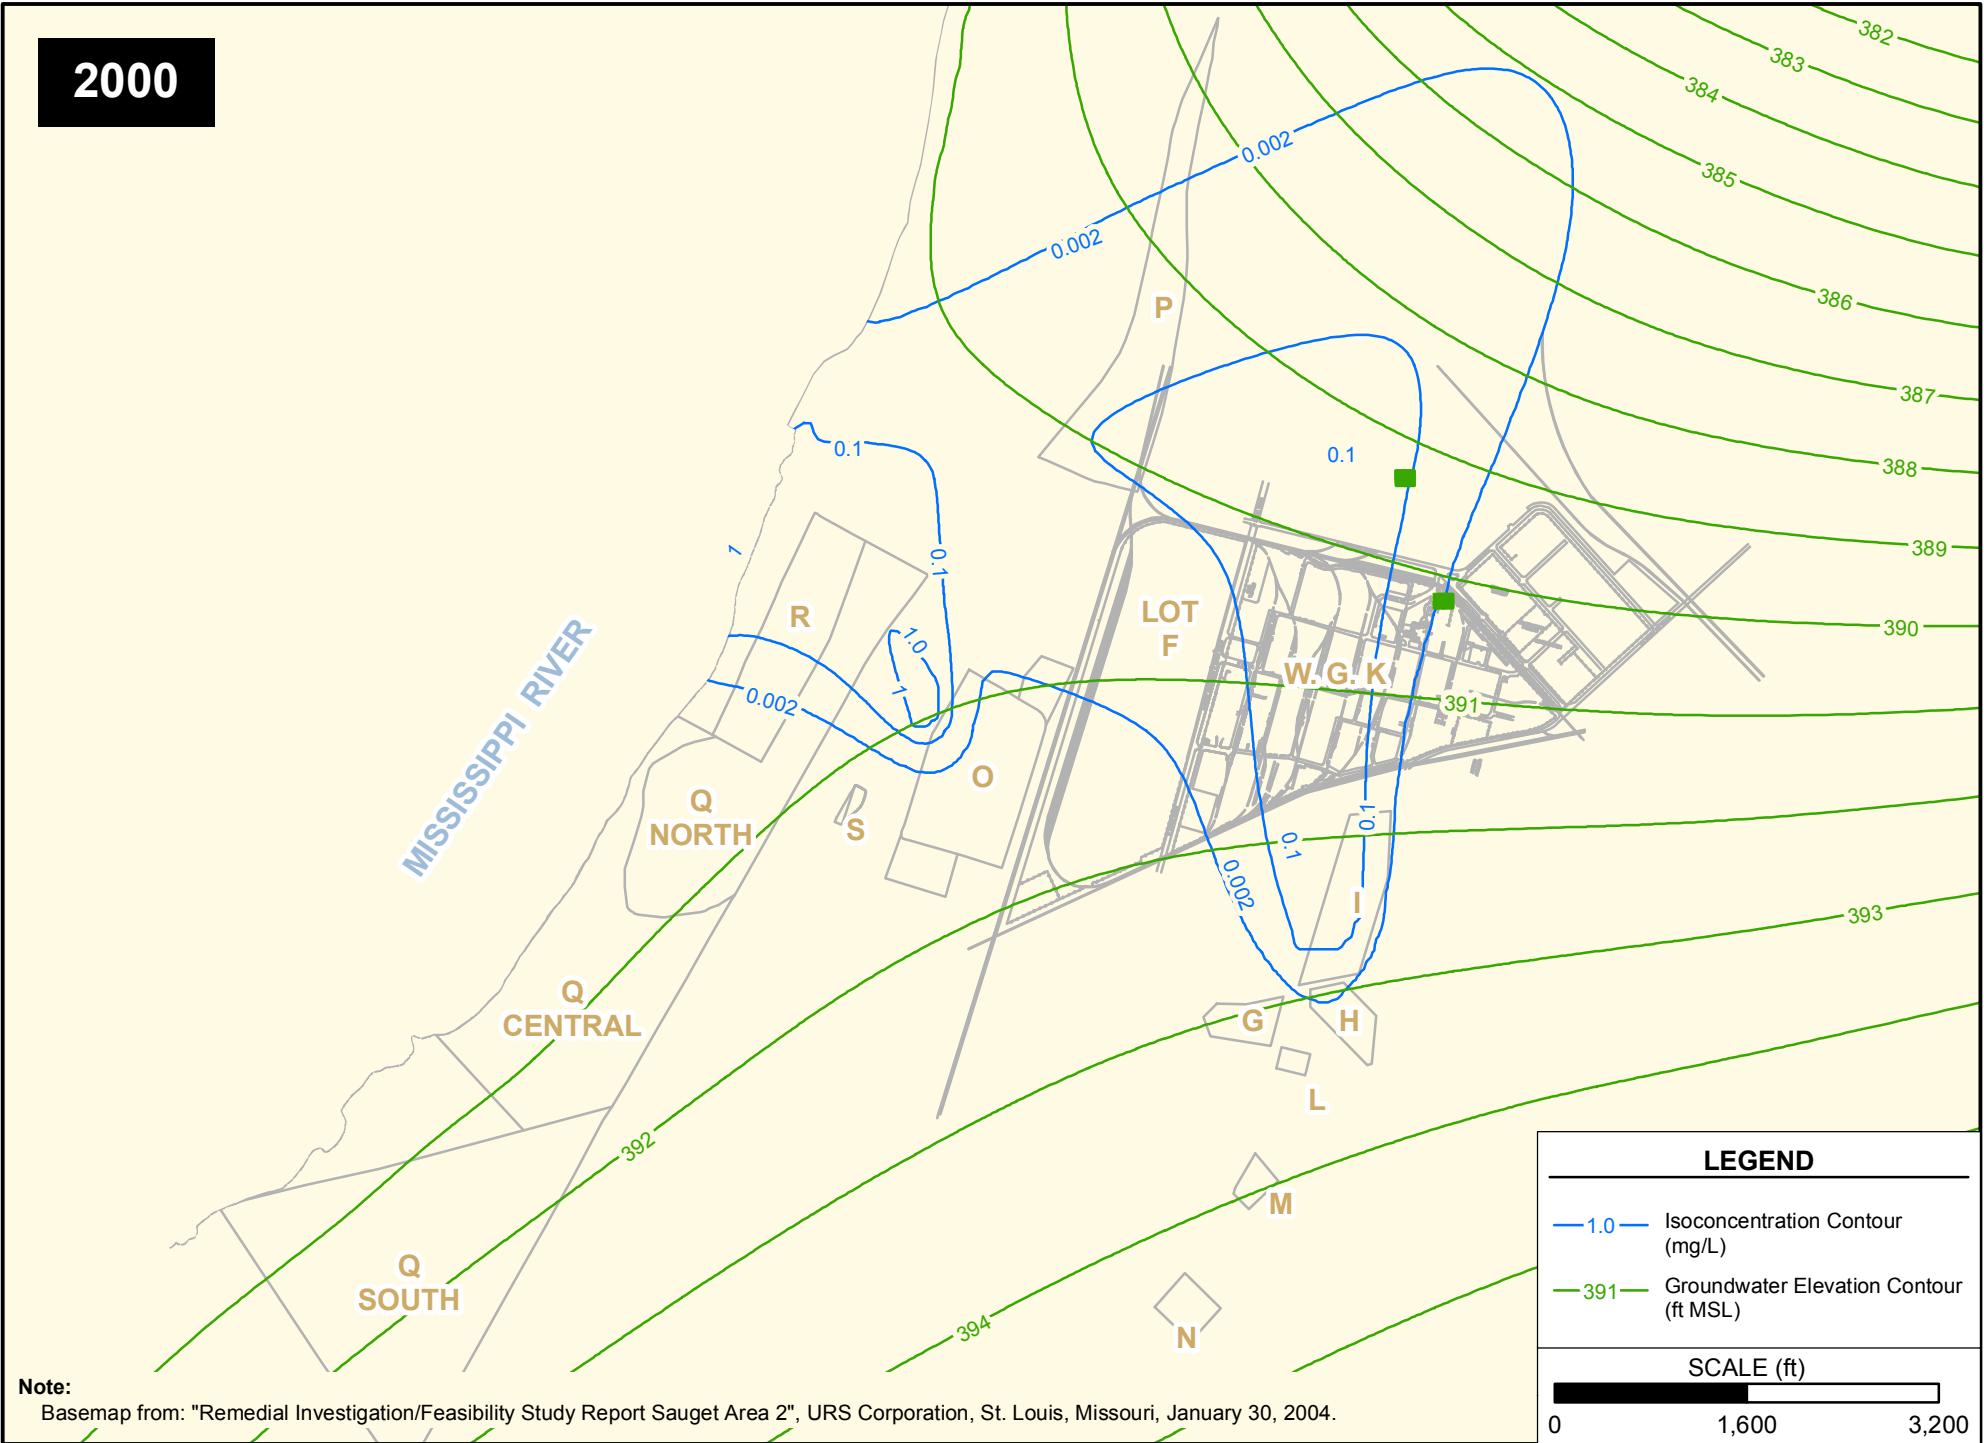 2000
382
383
384
385
386
387
388
389
390
391
393
392
394
0.002
0.002
0.1
0.1
0.1
1
1.0
1
0.002
0.1
0.1
0.002
P
R
LOT
F
W. G. K
O
S
Q
NORTH
Q
CENTRAL
Q
SOUTH
I
G
H
L
M
N
MISSISSIPPI RIVER
LEGEND
1.0 Isoconcentration Contour
(mg/L)
391 Groundwater Elevation Contour
(ft MSL)
SCALE (ft)
0 1,600 3,200
Note:
Basemap from: "Remedial Investigation/Feasibility Study Report Sauget Area 2", URS Corporation, St. Louis, Missouri, January 30, 2004.